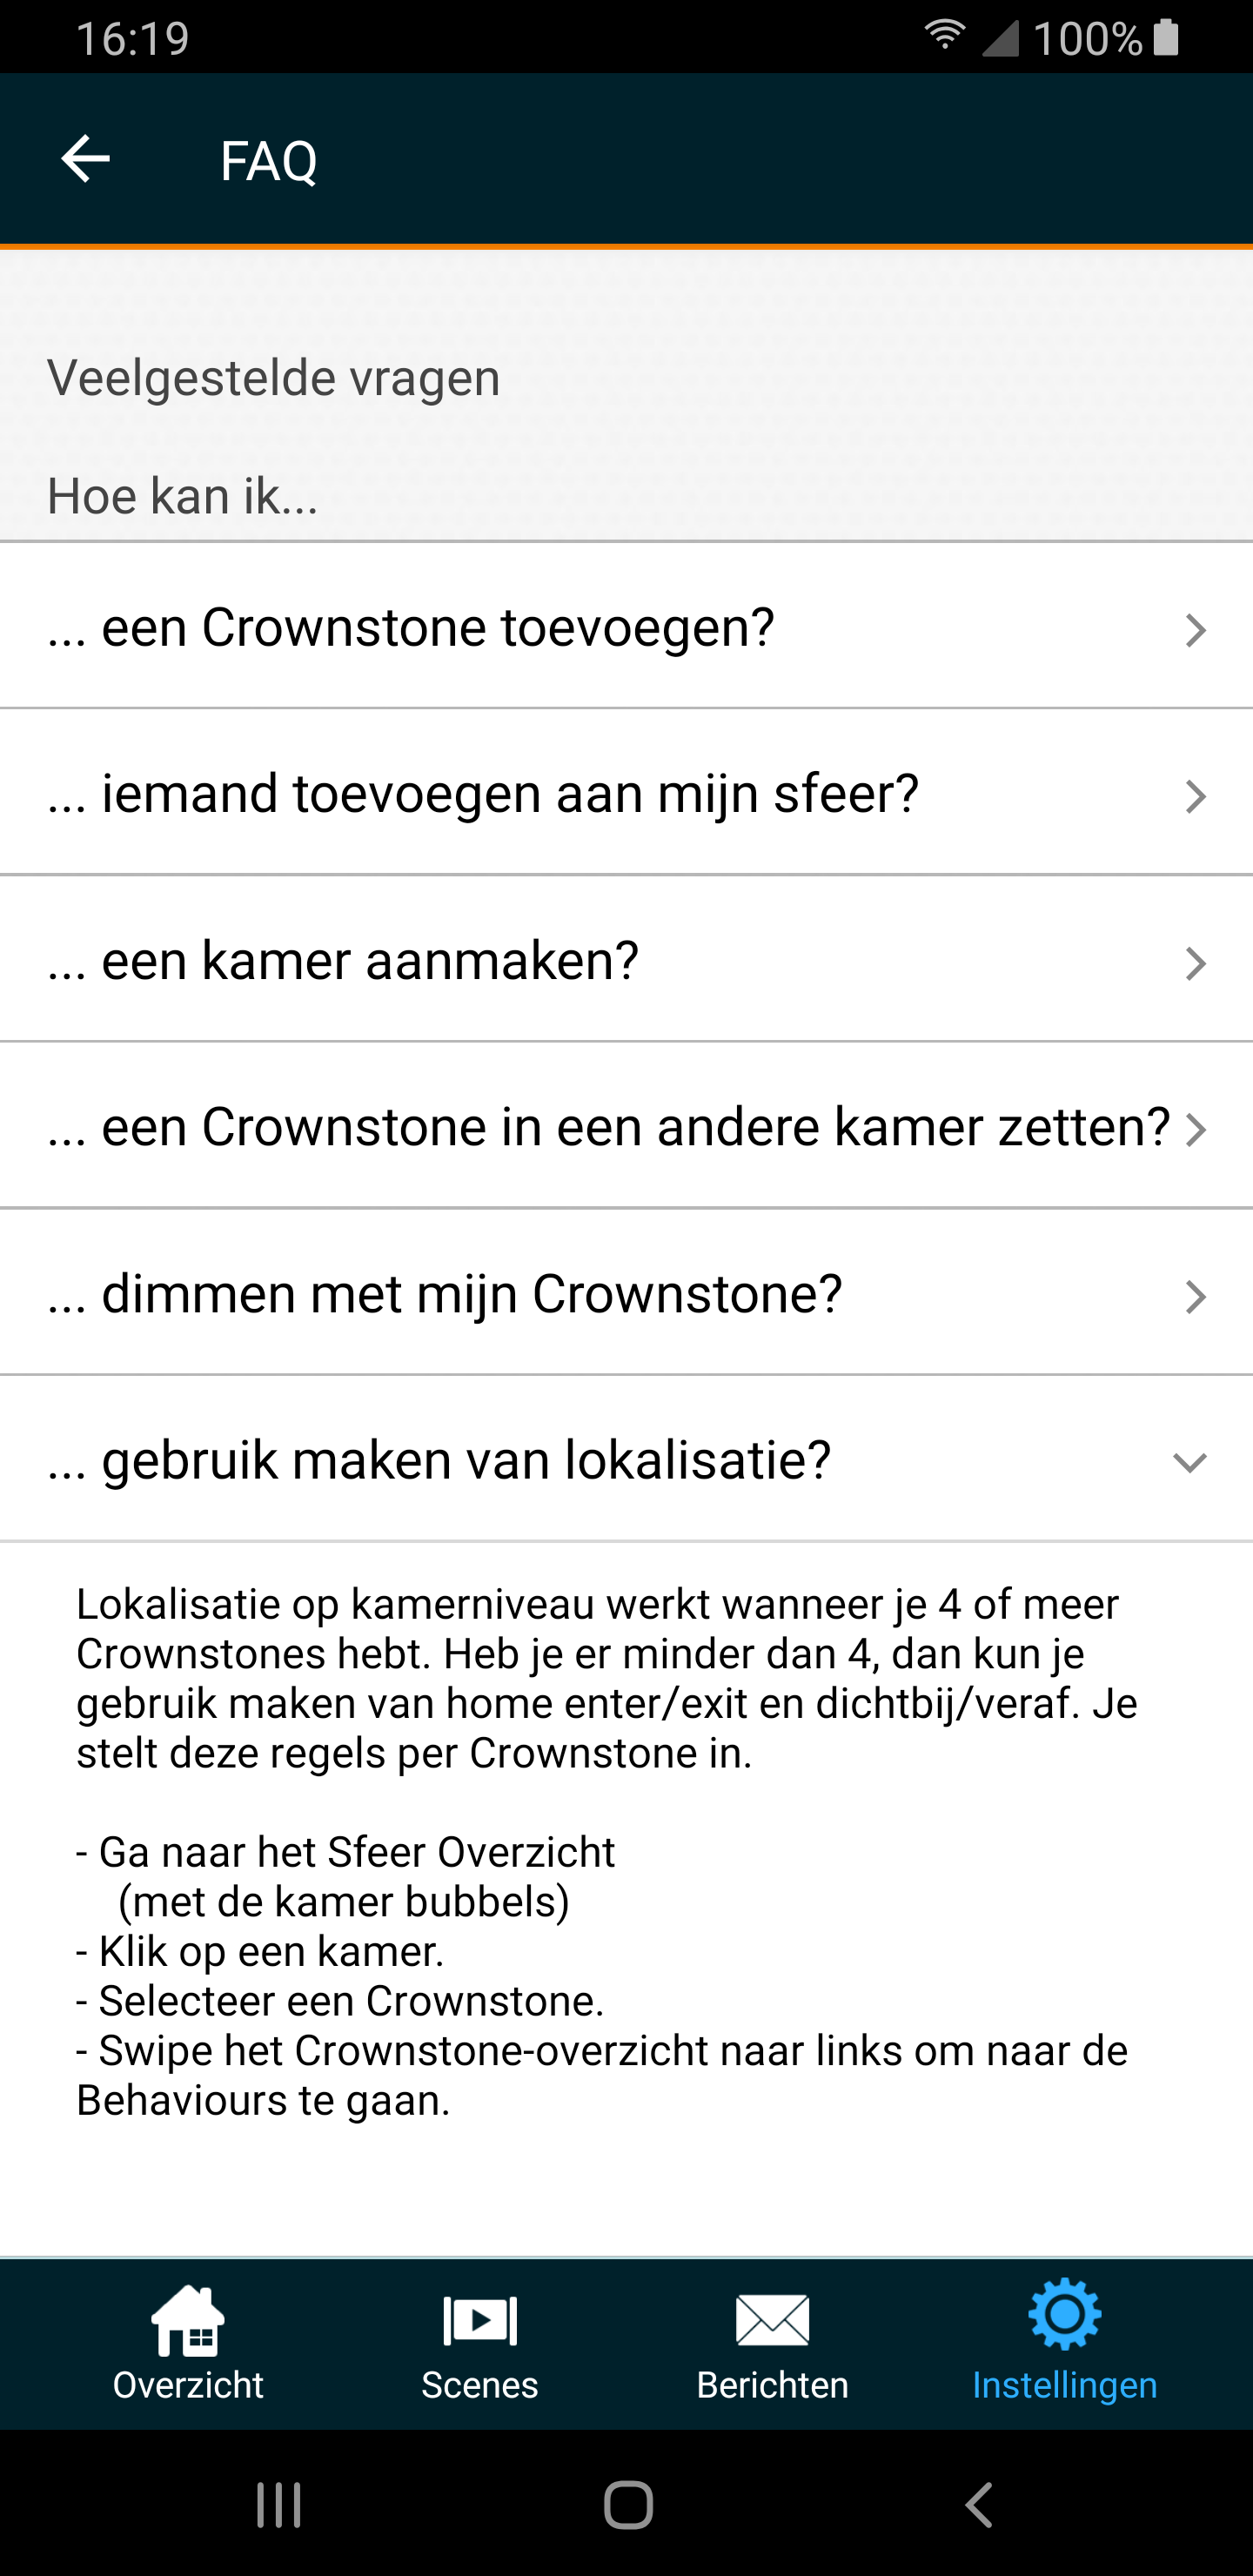 16:19
100%
FAQ
Veelgestelde vragen
Hoe kan ik...
... een Crownstone toevoegen?
... iemand toevoegen aan mijn sfeer?
... een kamer aanmaken?
... een Crownstone in een andere kamer zetten?
... dimmen met mijn Crownstone?
... gebruik maken van lokalisatie?
Lokalisatie op kamerniveau werkt wanneer je 4 of meer
Crownstones hebt. Heb je er minder dan 4, dan kun je
gebruik maken van home enter/exit en dichtbij/veraf. Je
stelt deze regels per Crownstone in.
- Ga naar het Sfeer Overzicht
(met de kamer bubbels)
- Klik op een kamer.
- Selecteer een Crownstone.
- Swipe het Crownstone-overzicht naar links om naar de
Behaviours te gaan.
Overzicht
Scenes
Berichten
Instellingen